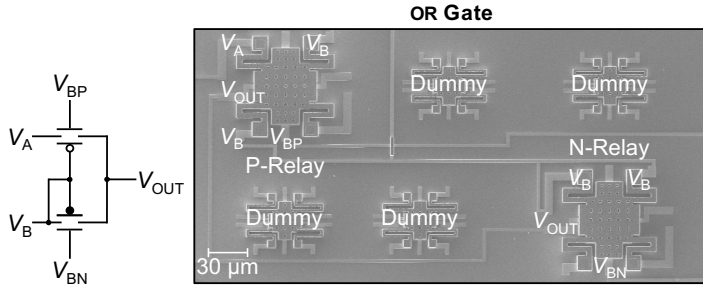 OR Gate
V_BP
V_A
V_B
V_OUT
V_BN
V_A V_B
V_OUT
V_B V_BP
P-Relay
Dummy Dummy
N-Relay
V_B V_B
V_OUT
V_BN
Dummy Dummy
30 µm